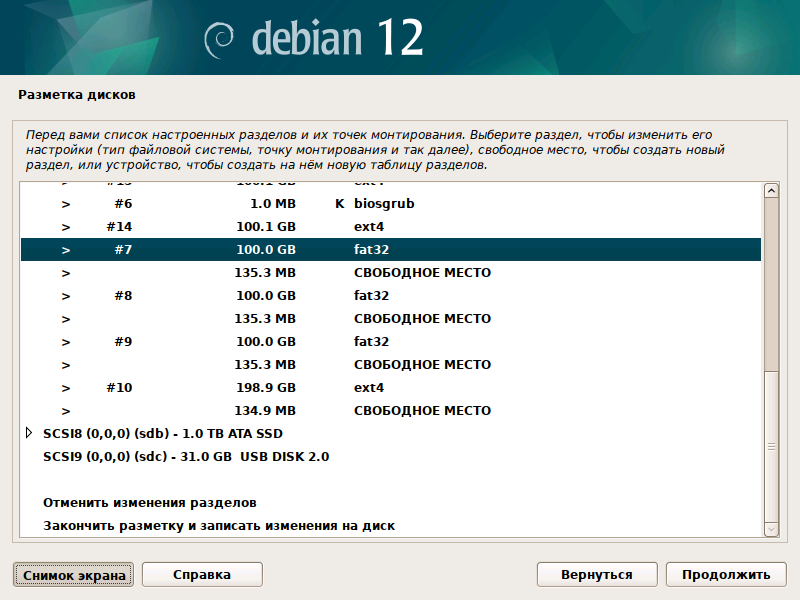 debian 12
Разметка дисков
Перед вами список настроенных разделов и их точек монтирования. Выберите раздел, чтобы изменить его
настройки (тип файловой системы, точку монтирования и так далее), свободное место, чтобы создать новый
раздел, или устройство, чтобы создать на нём новую таблицу разделов.
> #6 1.0 MB K biosgrub
> #14 100.1 GB ext4
> #7 100.0 GB fat32
> 135.3 MB СВОБОДНОЕ МЕСТО
> #8 100.0 GB fat32
> 135.3 MB СВОБОДНОЕ МЕСТО
> #9 100.0 GB fat32
> 135.3 MB СВОБОДНОЕ МЕСТО
> #10 198.9 GB ext4
> 134.9 MB СВОБОДНОЕ МЕСТО
SCSI8 (0,0,0) (sdb) - 1.0 TB ATA SSD
SCSI9 (0,0,0) (sdc) - 31.0 GB USB DISK 2.0
Отменить изменения разделов
Закончить разметку и записать изменения на диск
Снимок экрана Справка Вернуться Продолжить